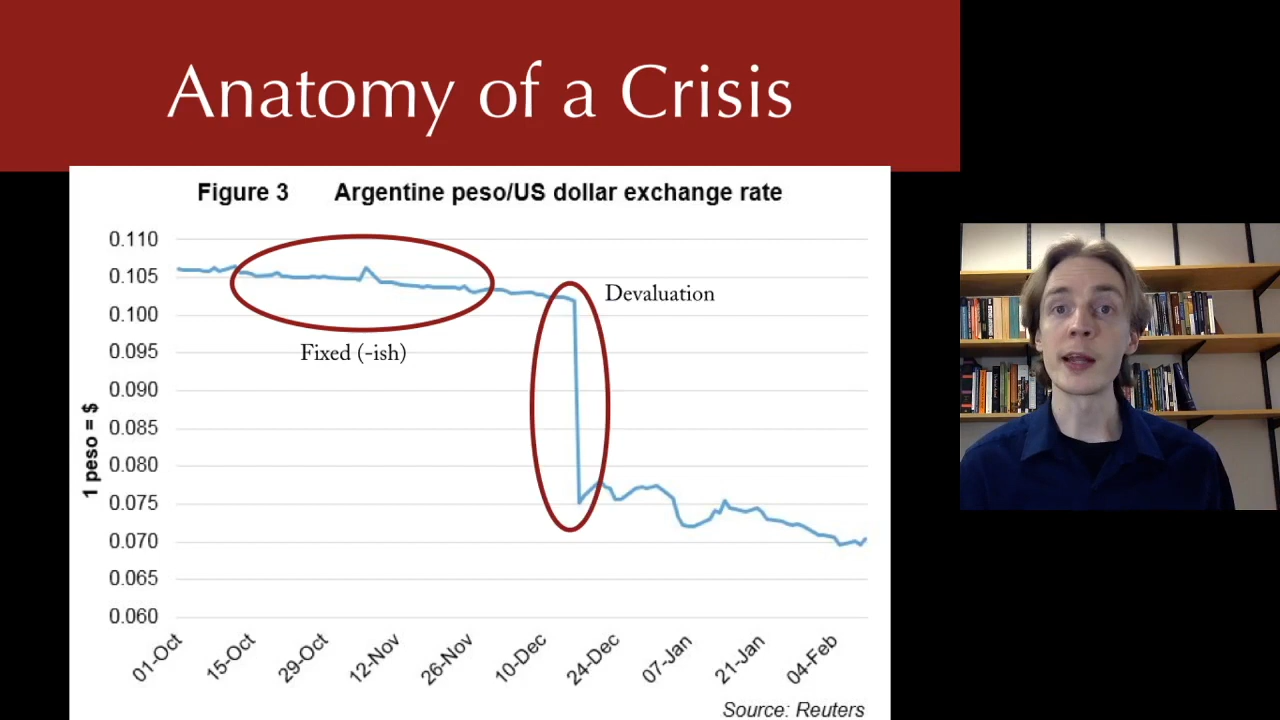 Anatomy of a Crisis
Figure 3 Argentine peso/US dollar exchange rate
1 peso = $
0.110
0.105
0.100
0.095
0.090
0.085
0.080
0.075
0.070
0.065
0.060
Fixed (-ish)
Devaluation
01-Oct
15-Oct
29-Oct
12-Nov
26-Nov
10-Dec
24-Dec
07-Jan
21-Jan
04-Feb
Source: Reuters